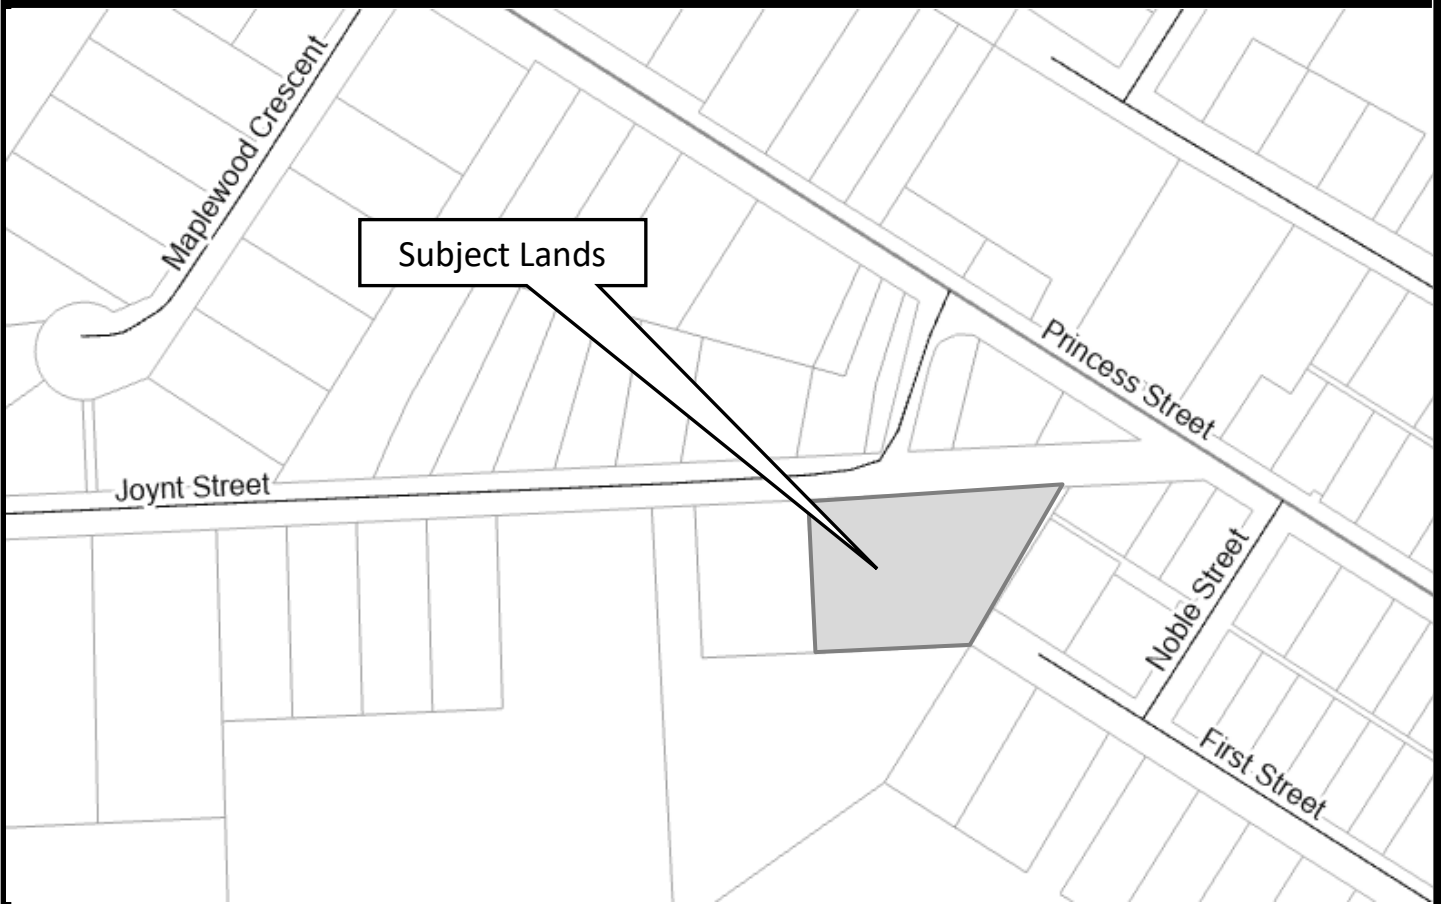 Maplewood Crescent
Subject Lands
Princess Street
Joynt Street
Noble Street
First Street